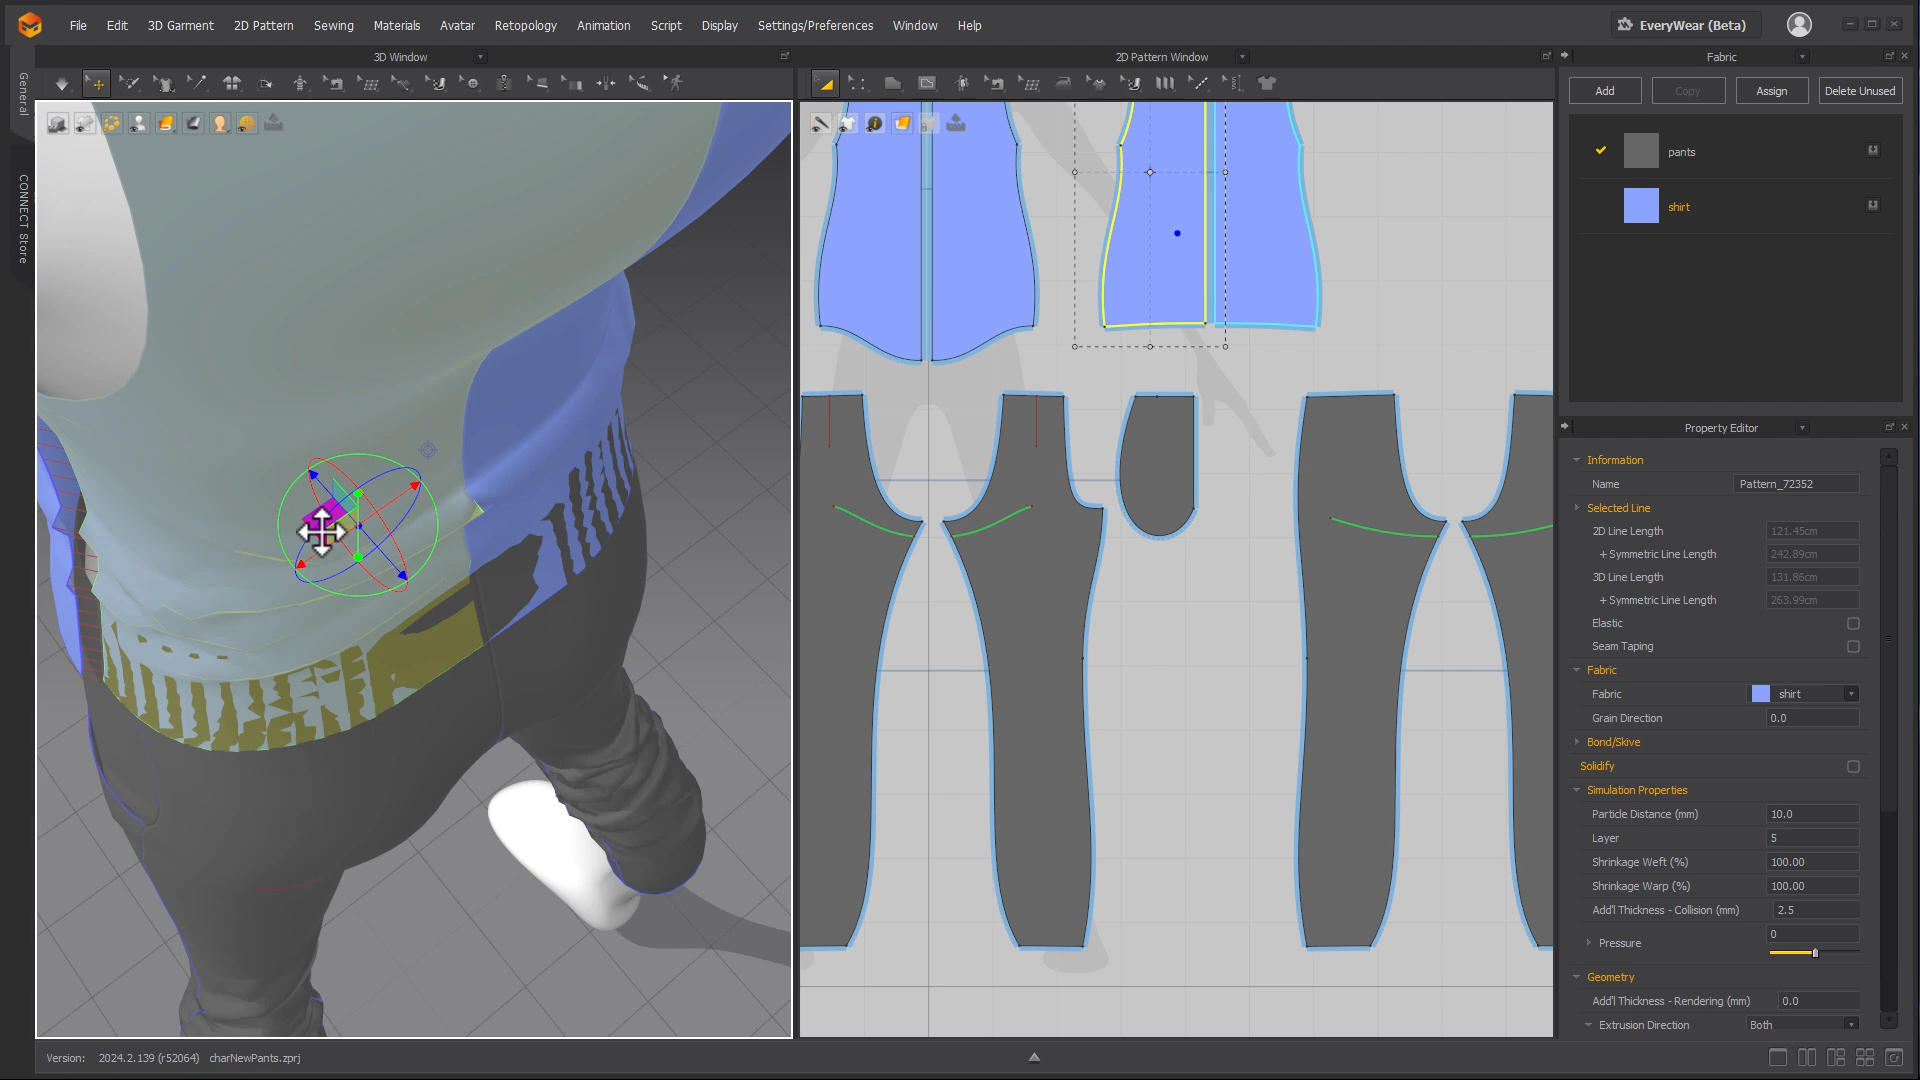 File Edit 3D Garment 2D Pattern Sewing Materials Avatar Retopology Animation Script Display Settings/Preferences Window Help EveryWear (Beta)
3D Window 2D Pattern Window Fabric
General
CONNECT Store
Add Copy Assign Delete Unused
pants
shirt
Property Editor
Information
Name Pattern_72352
Selected Line
2D Line Length 121.45cm
+ Symmetric Line Length 242.89cm
3D Line Length 131.86cm
+ Symmetric Line Length 263.99cm
Elastic
Seam Taping
Fabric
Fabric shirt
Grain Direction 0.0
Bond/Skive
Solidify
Simulation Properties
Particle Distance (mm) 10.0
Layer 5
Shrinkage Weft (%) 100.00
Shrinkage Warp (%) 100.00
Add'l Thickness - Collision (mm) 2.5
Pressure 0
Geometry
Add'l Thickness - Rendering (mm) 0.0
Extrusion Direction Both
Version: 2024.2.139 (r52064) charNewPants.zprj